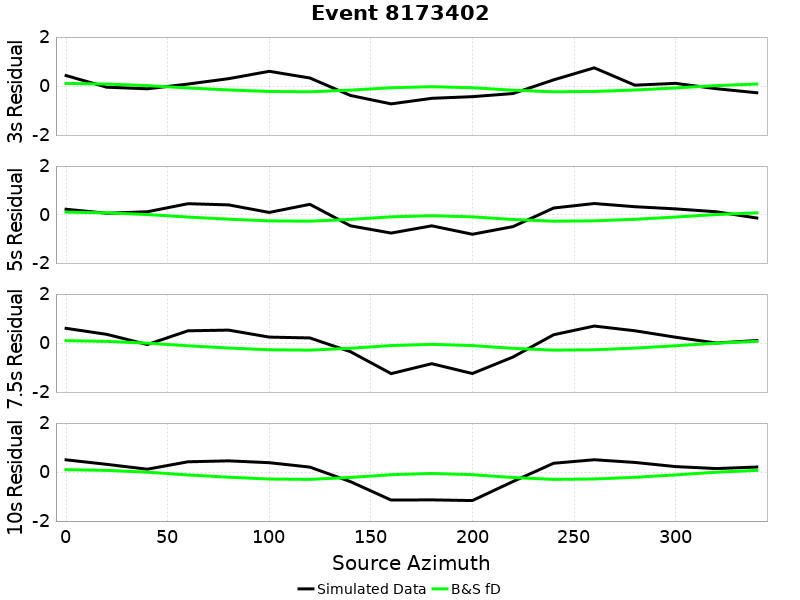 Event 8173402
3s Residual
2
0
-2
5s Residual
2
0
-2
7.5s Residual
2
0
-2
10s Residual
2
0
-2
0 50 100 150 200 250 300
Source Azimuth
Simulated Data B&S fD